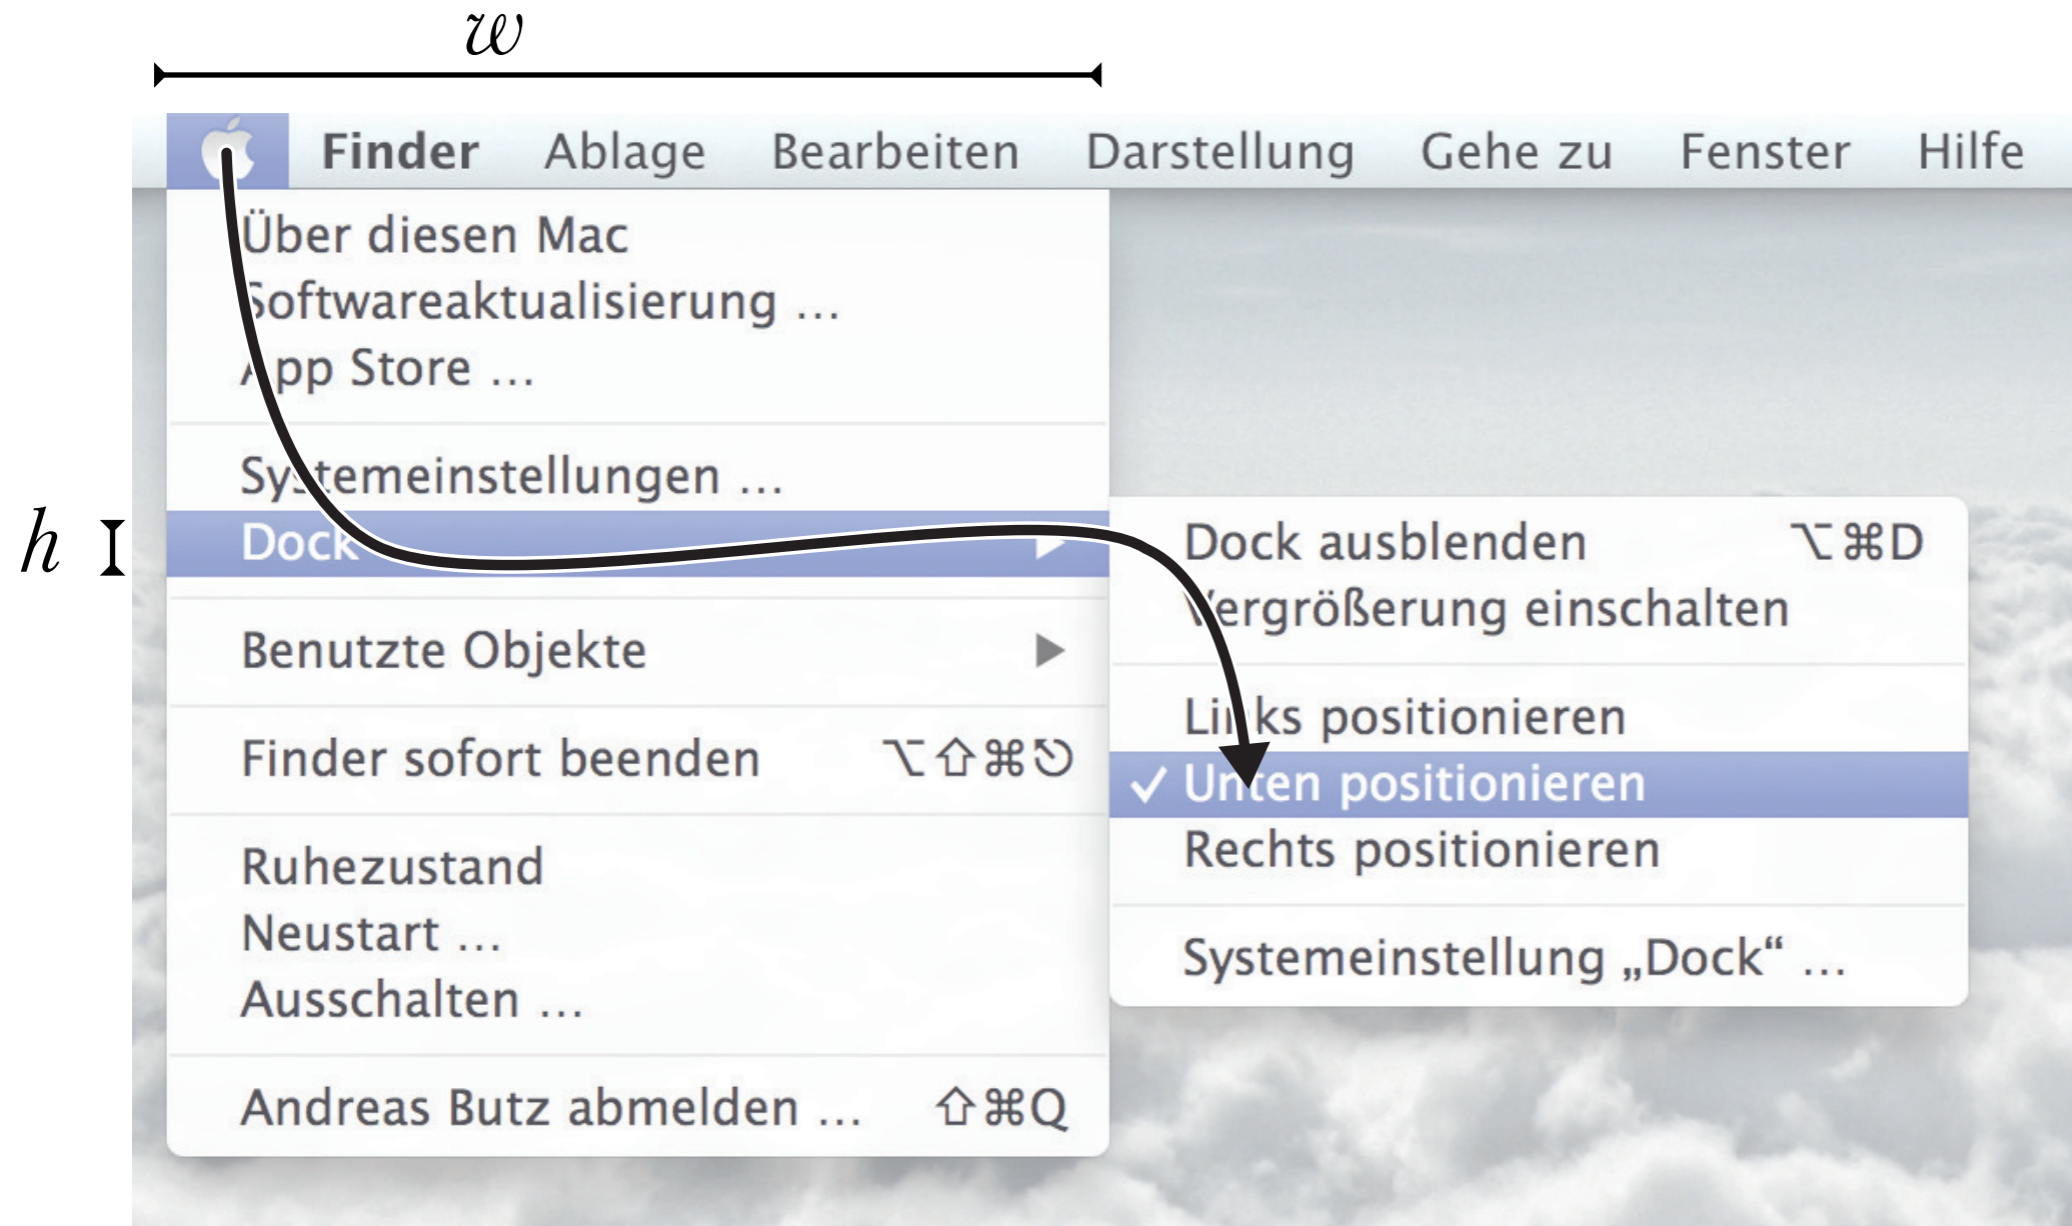 w
Finder Ablage Bearbeiten Darstellung Gehe zu Fenster Hilfe
Über diesen Mac
Softwareaktualisierung ...
App Store ...
Systemeinstellungen ...
h
Dock ▶
Benutzte Objekte ▶
Finder sofort beenden ⌥⇧⌘⎋
Ruhezustand
Neustart ...
Ausschalten ...
Andreas Butz abmelden ... ⇧⌘Q
Dock ausblenden ⌥⌘D
Vergrößerung einschalten
Links positionieren
✓ Unten positionieren
Rechts positionieren
Systemeinstellung „Dock“ ...